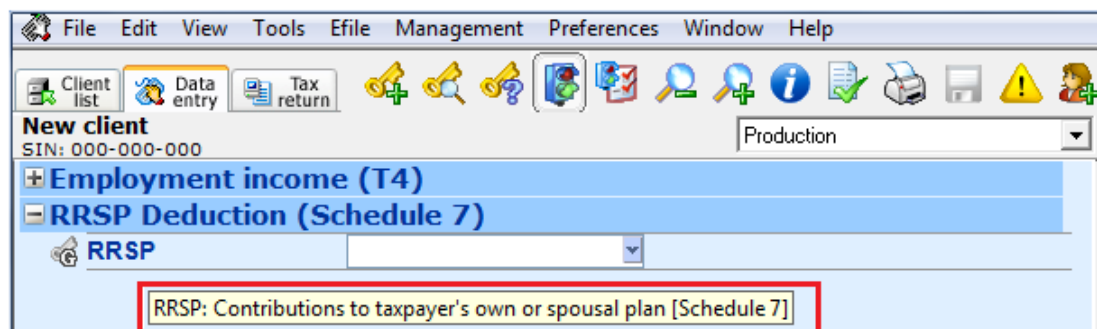 File Edit View Tools Efile Management Preferences Window Help
Client list Data entry Tax return
New client
SIN: 000-000-000
Production
Employment income (T4)
RRSP Deduction (Schedule 7)
G RRSP
RRSP: Contributions to taxpayer's own or spousal plan [Schedule 7]